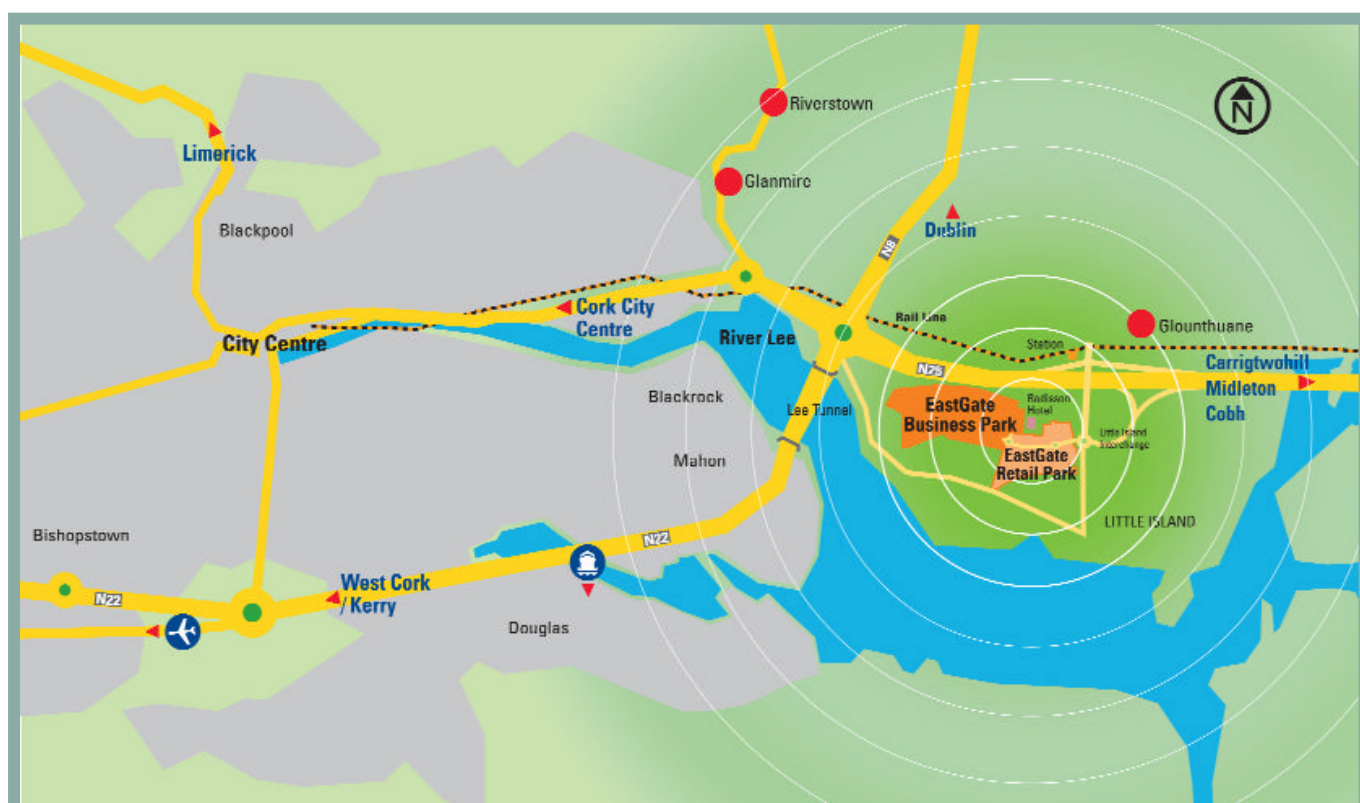 Riverstown
Limerick
Glanmire
Blackpool
Dublin
N8
N
Cork City
Centre
City Centre
River Lee
Rail Line
Glounthuane
Station
N25
Carrigtwohill
Midleton
Cobh
Blackrock
Lee Tunnel
EastGate
Business Park
Radisson
Hotel
Little Island
Interchange
EastGate
Retail Park
Mahon
LITTLE ISLAND
Bishopstown
N22
West Cork
/ Kerry
N22
Douglas